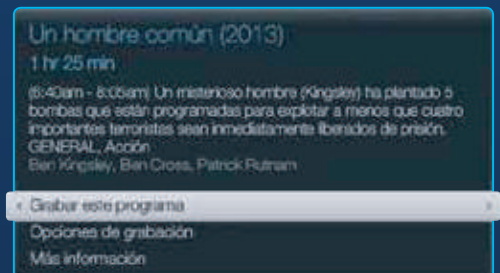 Un hombre común (2013)
1 hr 25 min
(6:40am - 8:05am) Un misterioso hombre (Kingsley) ha plantado 5
bombas que están programadas para explotar a menos que cuatro
importantes terroristas sean inmediatamente liberados de prisión.
GENERAL, Acción
Ben Kingsley, Ben Cross, Patrick Rutnam
Grabar este programa
Opciones de grabación
Más información